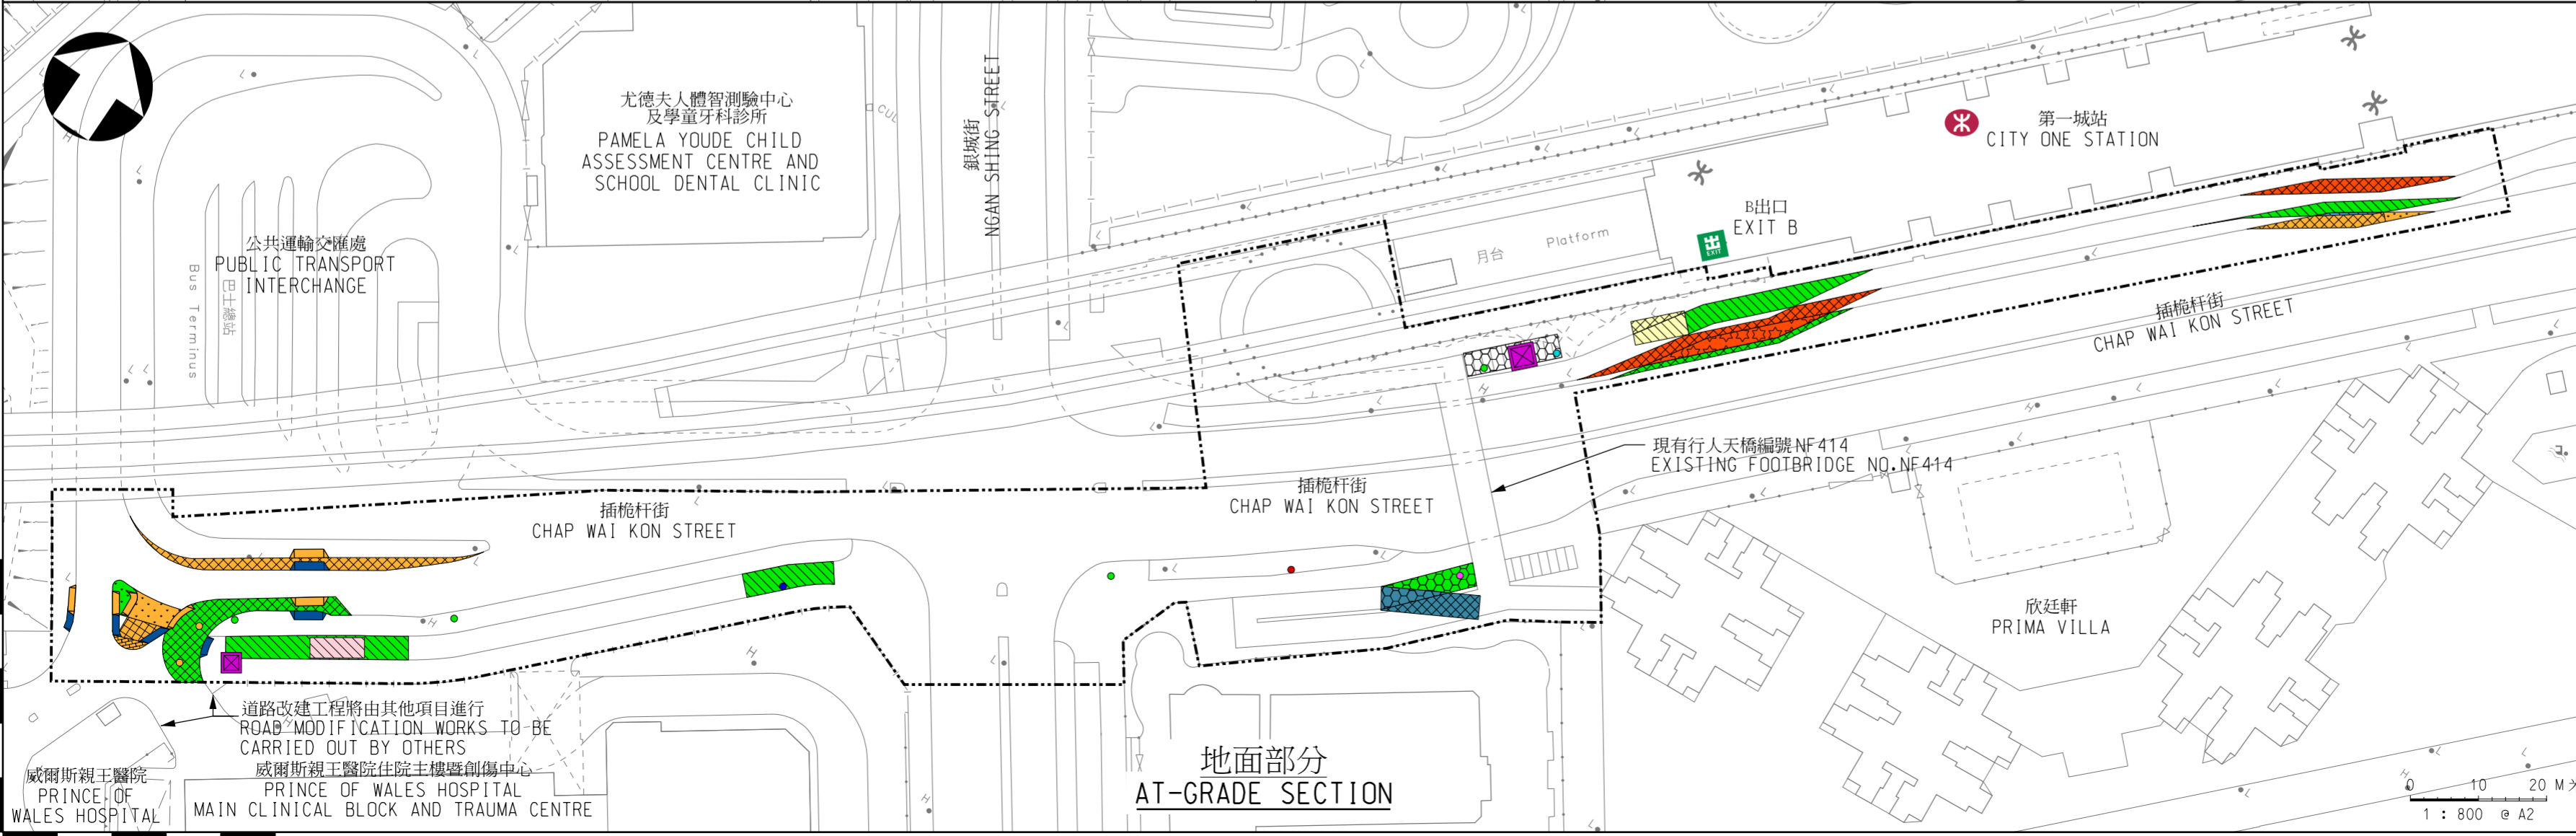 尤德夫人體智測驗中心
及學童牙科診所
PAMELA YOUDE CHILD
ASSESSMENT CENTRE AND
SCHOOL DENTAL CLINIC
CUL
銀城街
NGAN SHING STREET
第一城站
CITY ONE STATION
B出口
EXIT B
出
EXIT
月台
Platform
公共運輸交匯處
PUBLIC TRANSPORT
INTERCHANGE
巴士總站
Bus Terminus
插桅杆街
CHAP WAI KON STREET
現有行人天橋編號NF414
EXISTING FOOTBRIDGE NO.NF414
插桅杆街
CHAP WAI KON STREET
插桅杆街
CHAP WAI KON STREET
欣廷軒
PRIMA VILLA
道路改建工程將由其他項目進行
ROAD MODIFICATION WORKS TO BE
CARRIED OUT BY OTHERS
威爾斯親王醫院
PRINCE OF
WALES HOSPITAL
威爾斯親王醫院住院主樓暨創傷中心
PRINCE OF WALES HOSPITAL
MAIN CLINICAL BLOCK AND TRAUMA CENTRE
地面部分
AT-GRADE SECTION
0 10 20 M米
1 : 800 @ A2